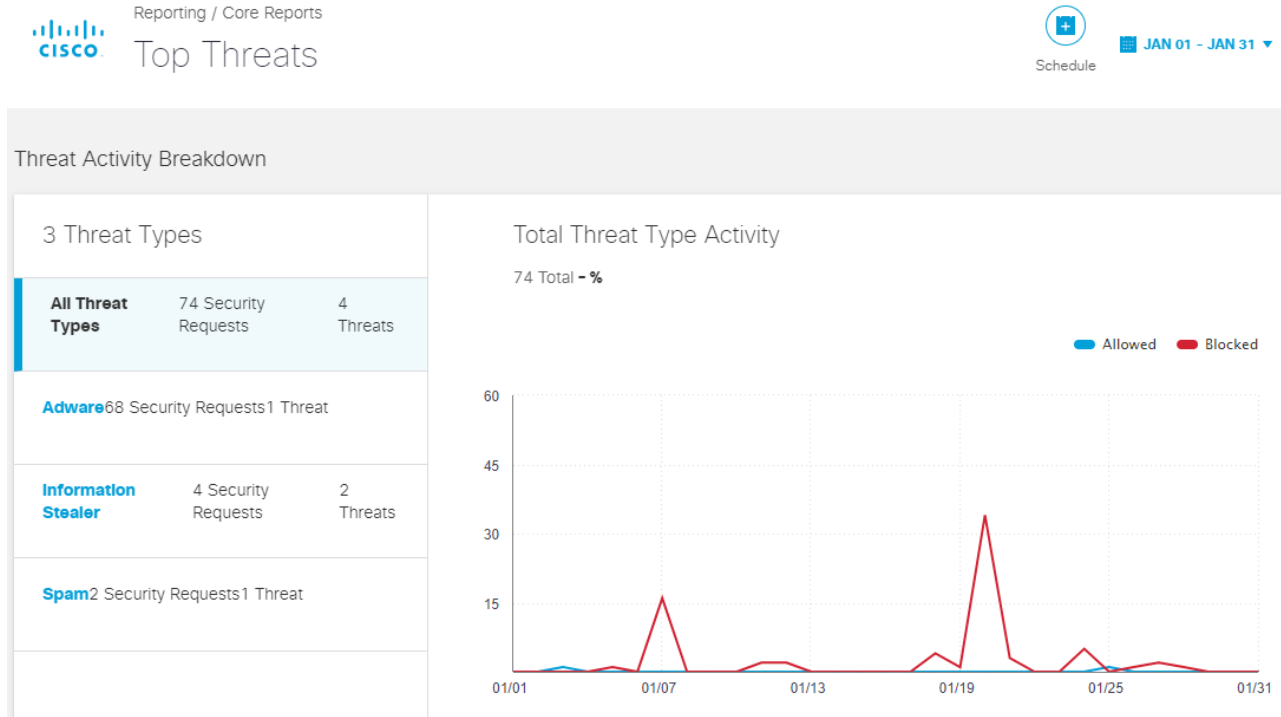 Reporting / Core Reports
CISCO
Top Threats
Schedule
JAN 01 - JAN 31
Threat Activity Breakdown
3 Threat Types
All Threat Types
74 Security Requests
4 Threats
Adware68 Security Requests1 Threat
Information Stealer
4 Security Requests
2 Threats
Spam2 Security Requests1 Threat
Total Threat Type Activity
74 Total - %
Allowed
Blocked
60
45
30
15
01/01
01/07
01/13
01/19
01/25
01/31